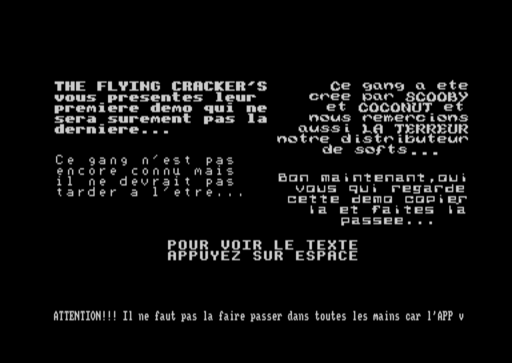 THE FLYING CRACKER'S
vous presentes leur
premiere demo qui ne
sera surement pas la
derniere...
Ce gang n'est pas
encore connu mais
il ne devrait pas
tarder a l'etre...
Ce gang a ete
cree par SCOOBY
et COCONUT et
nous remercions
aussi LA TERREUR
notre distributeur
de softs...
Bon maintenant,oui
vous qui regarde
cette demo copier
la et faites la
passee...
POUR VOIR LE TEXTE
APPUYEZ SUR ESPACE
ATTENTION!!! Il ne faut pas la faire passer dans toutes les mains car l'APP v